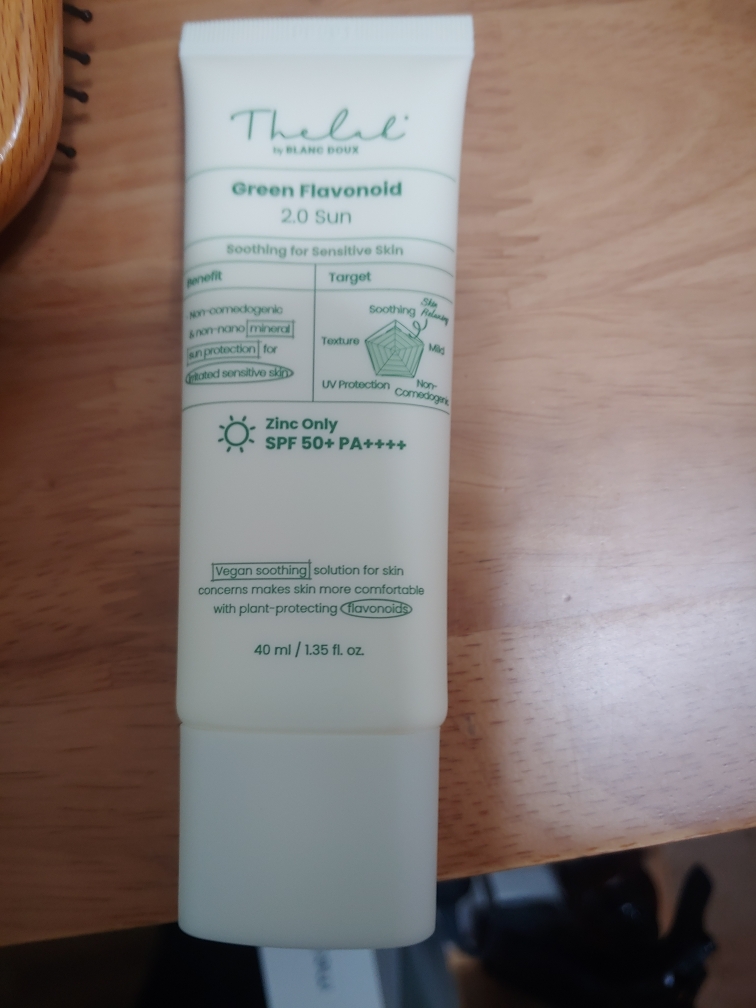 Thelab
by BLANC DOUX
Green Flavonoid
2.0 Sun
Soothing for Sensitive Skin
Benefit
Target
Non-comedogenic
& non-nano mineral
sun protection for
irritated sensitive skin
Soothing
Skin
Relaxing
Texture
Mild
UV Protection
Non-
Comedogenic
Zinc Only
SPF 50+ PA++++
Vegan soothing solution for skin
concerns makes skin more comfortable
with plant-protecting flavonoids
40 ml / 1.35 fl. oz.